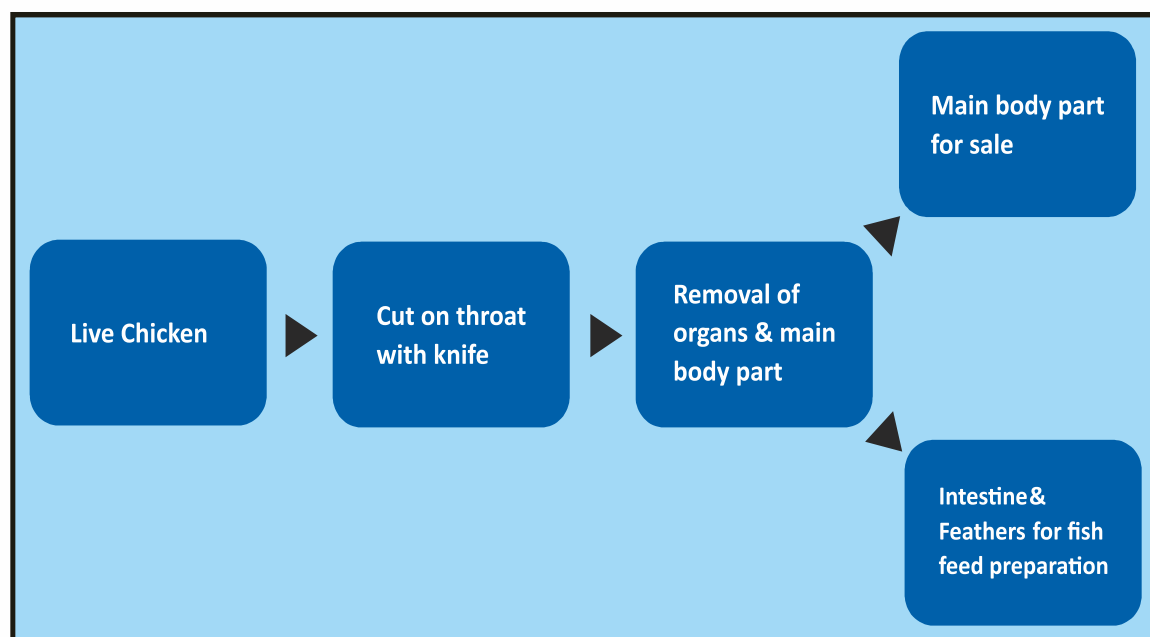 Live Chicken
Cut on throat
with knife
Removal of
organs & main
body part
Main body part
for sale
Intestine&
Feathers for fish
feed preparation